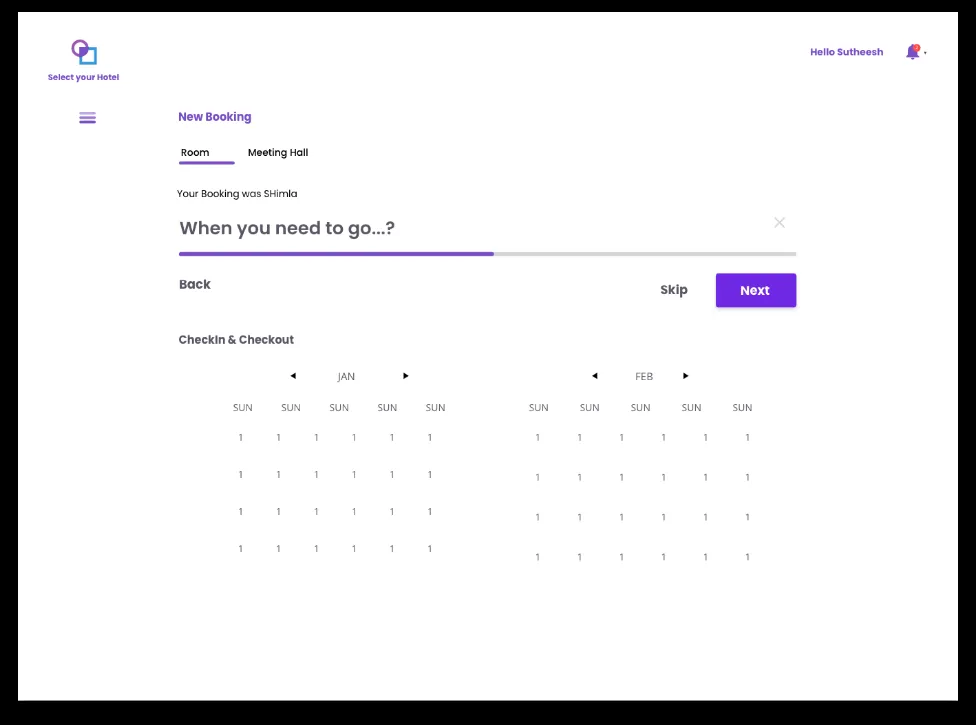 Hello Sutheesh
Select your Hotel
New Booking
Room Meeting Hall
Your Booking was SHimla
When you need to go...?
Back Skip Next
CheckIn & Checkout
JAN FEB
SUN SUN SUN SUN SUN SUN SUN SUN SUN SUN
1 1 1 1 1 1 1 1 1 1 1 1
1 1 1 1 1 1 1 1 1 1 1 1
1 1 1 1 1 1 1 1 1 1 1 1
1 1 1 1 1 1 1 1 1 1 1 1